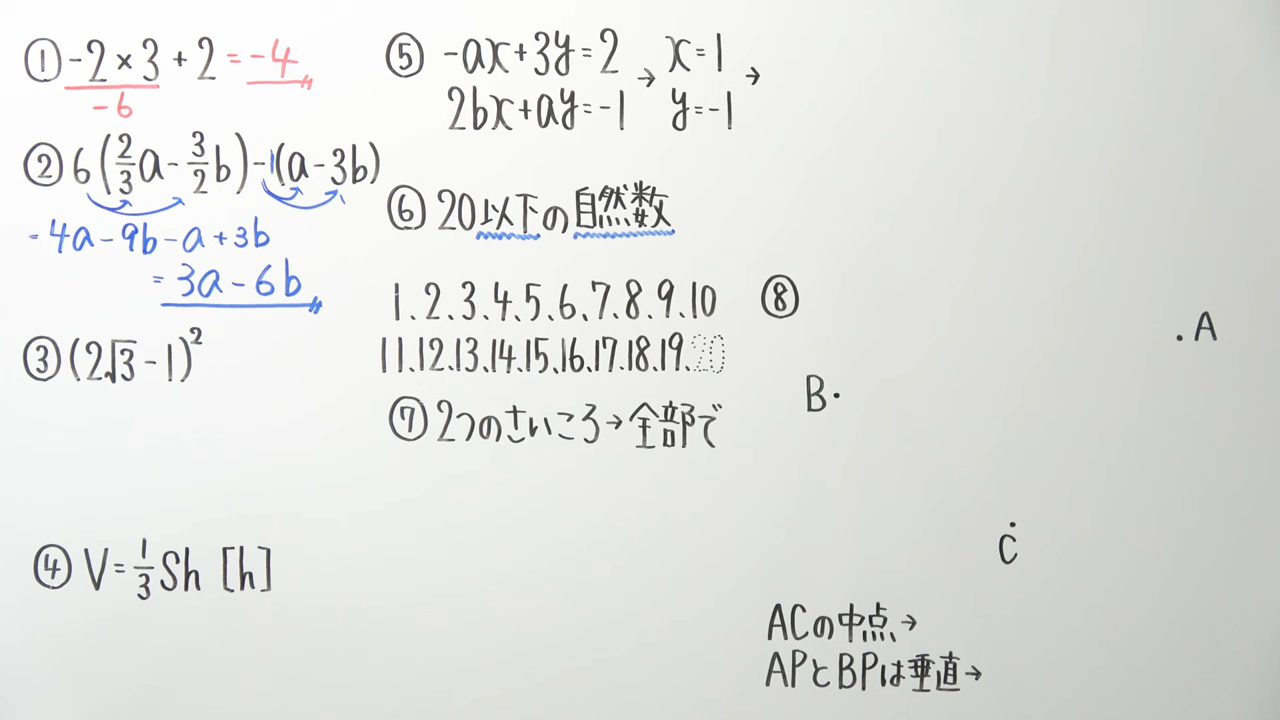 ① -2×3+2=-4
-6
② 6(2/3a-3/2b)-1(a-3b)
=4a-9b-a+3b
=3a-6b
③ (2√3-1)²
④ V=1/3Sh [h]
⑤ -ax+3y=2 → x=1 →
2bx+ay=-1 y=-1
⑥ 20以下の自然数
1.2.3.4.5.6.7.8.9.10
11.12.13.14.15.16.17.18.19.20
⑦ 2つのさいころ→全部で
⑧
.A
B.
C
ACの中点→
APとBPは垂直→